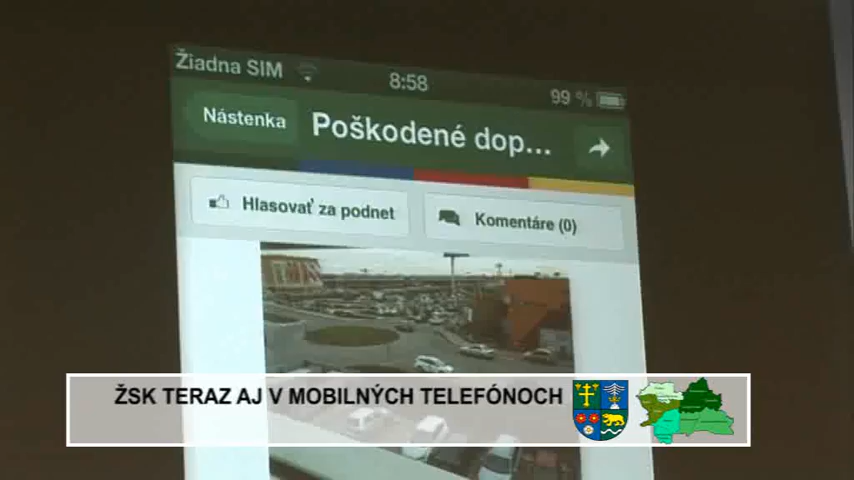 Žiadna SIM
8:58
99 %
Nástenka
Poškodené dop...
Hlasovať za podnet
Komentáre (0)
ŽSK TERAZ AJ V MOBILNÝCH TELEFÓNOCH